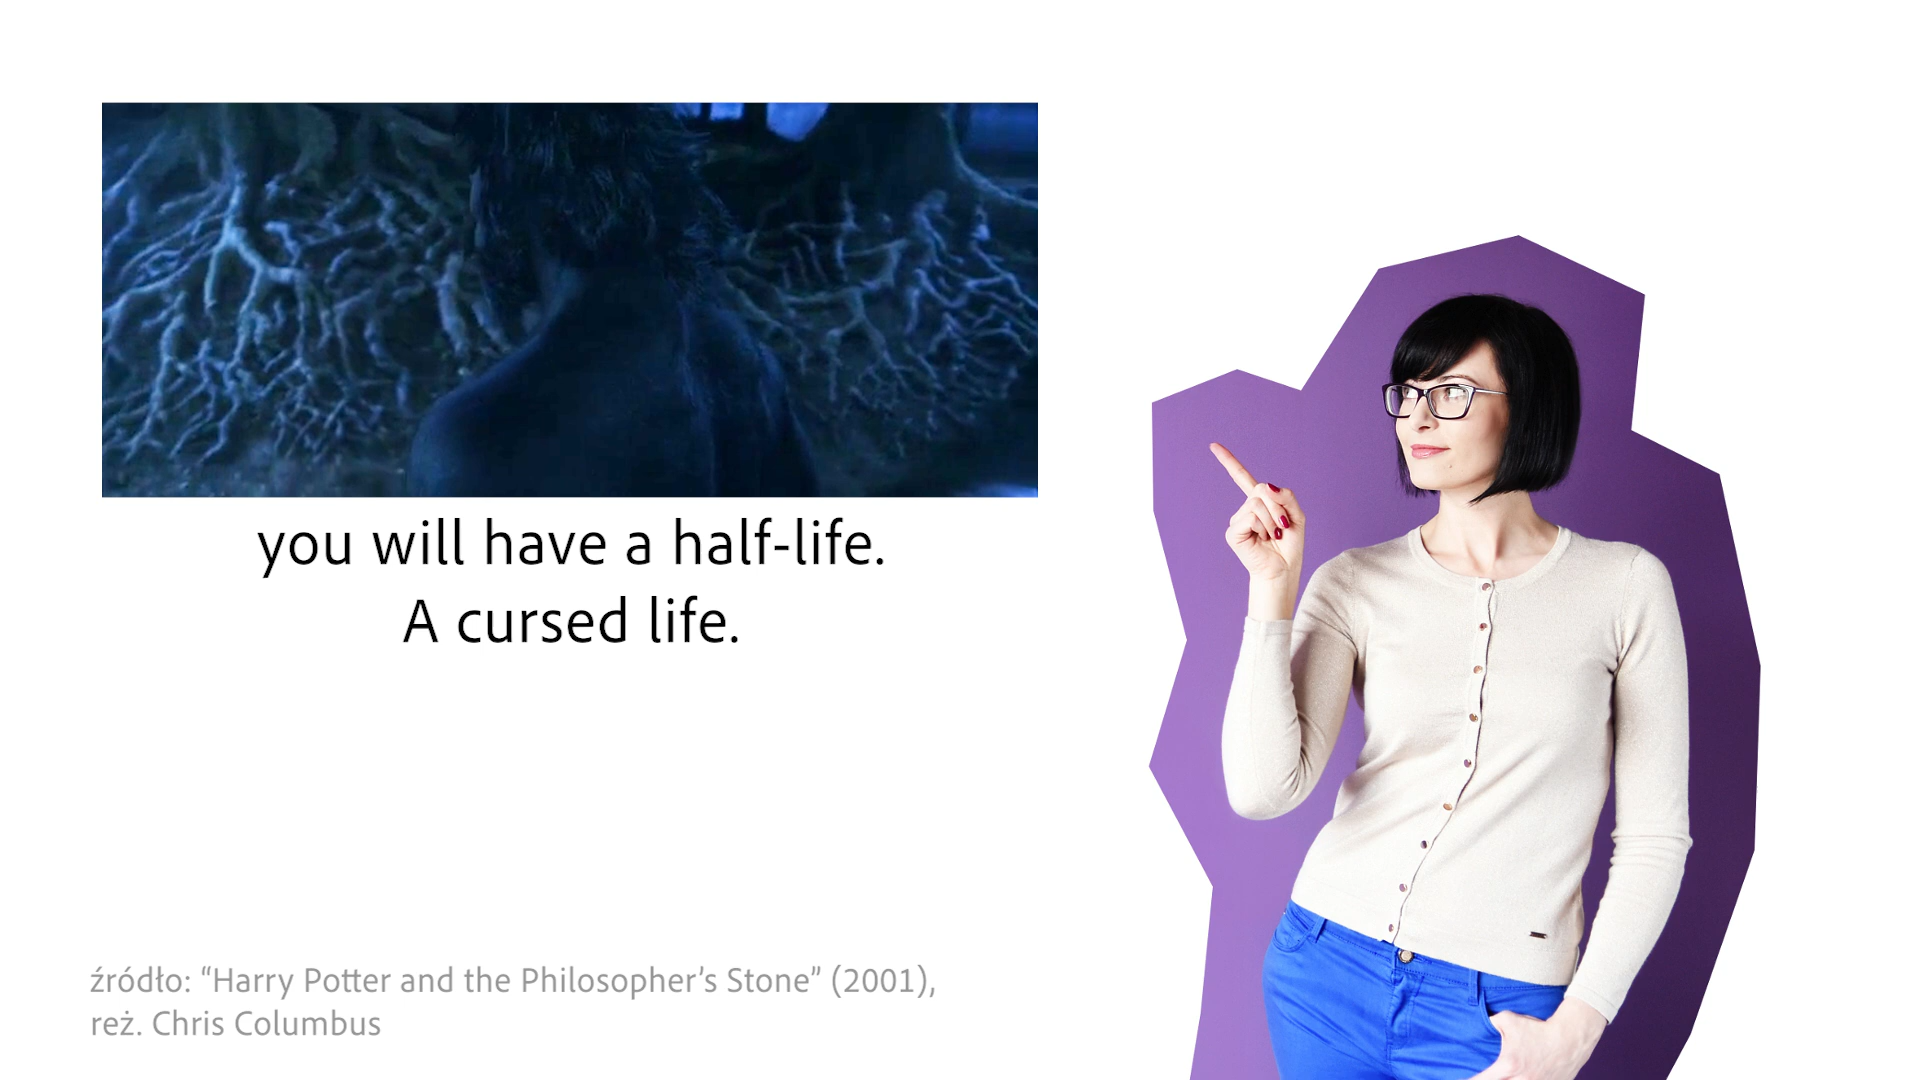 you will have a half-life.
A cursed life.
źródło: “Harry Potter and the Philosopher’s Stone” (2001),
reż. Chris Columbus